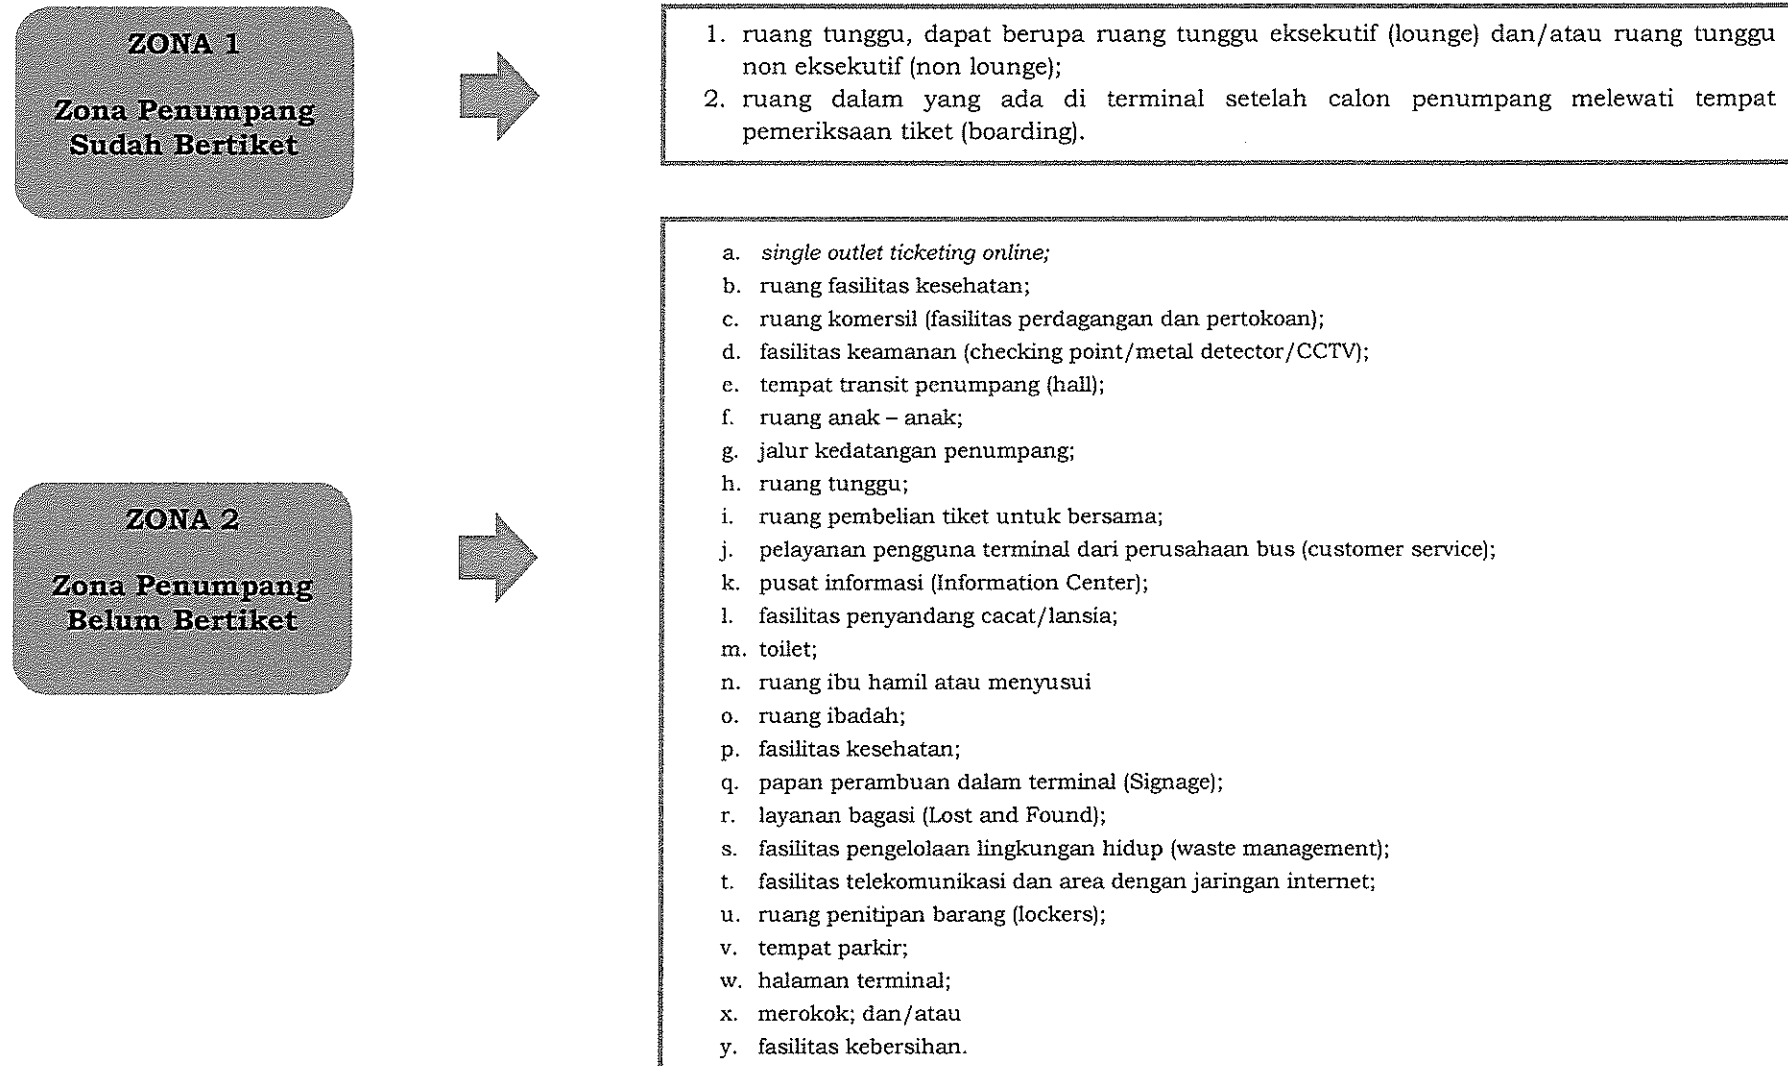 ZONA 1
Zona Penumpang
Sudah Bertiket
1. ruang tunggu, dapat berupa ruang tunggu eksekutif (lounge) dan/atau ruang tunggu
non eksekutif (non lounge);
2. ruang dalam yang ada di terminal setelah calon penumpang melewati tempat
pemeriksaan tiket (boarding).
ZONA 2
Zona Penumpang
Belum Bertiket
a. single outlet ticketing online;
b. ruang fasilitas kesehatan;
c. ruang komersil (fasilitas perdagangan dan pertokoan);
d. fasilitas keamanan (checking point/metal detector/CCTV);
e. tempat transit penumpang (hall);
f. ruang anak – anak;
g. jalur kedatangan penumpang;
h. ruang tunggu;
i. ruang pembelian tiket untuk bersama;
j. pelayanan pengguna terminal dari perusahaan bus (customer service);
k. pusat informasi (Information Center);
l. fasilitas penyandang cacat/lansia;
m. toilet;
n. ruang ibu hamil atau menyusui
o. ruang ibadah;
p. fasilitas kesehatan;
q. papan perambuan dalam terminal (Signage);
r. layanan bagasi (Lost and Found);
s. fasilitas pengelolaan lingkungan hidup (waste management);
t. fasilitas telekomunikasi dan area dengan jaringan internet;
u. ruang penitipan barang (lockers);
v. tempat parkir;
w. halaman terminal;
x. merokok; dan/atau
y. fasilitas kebersihan.